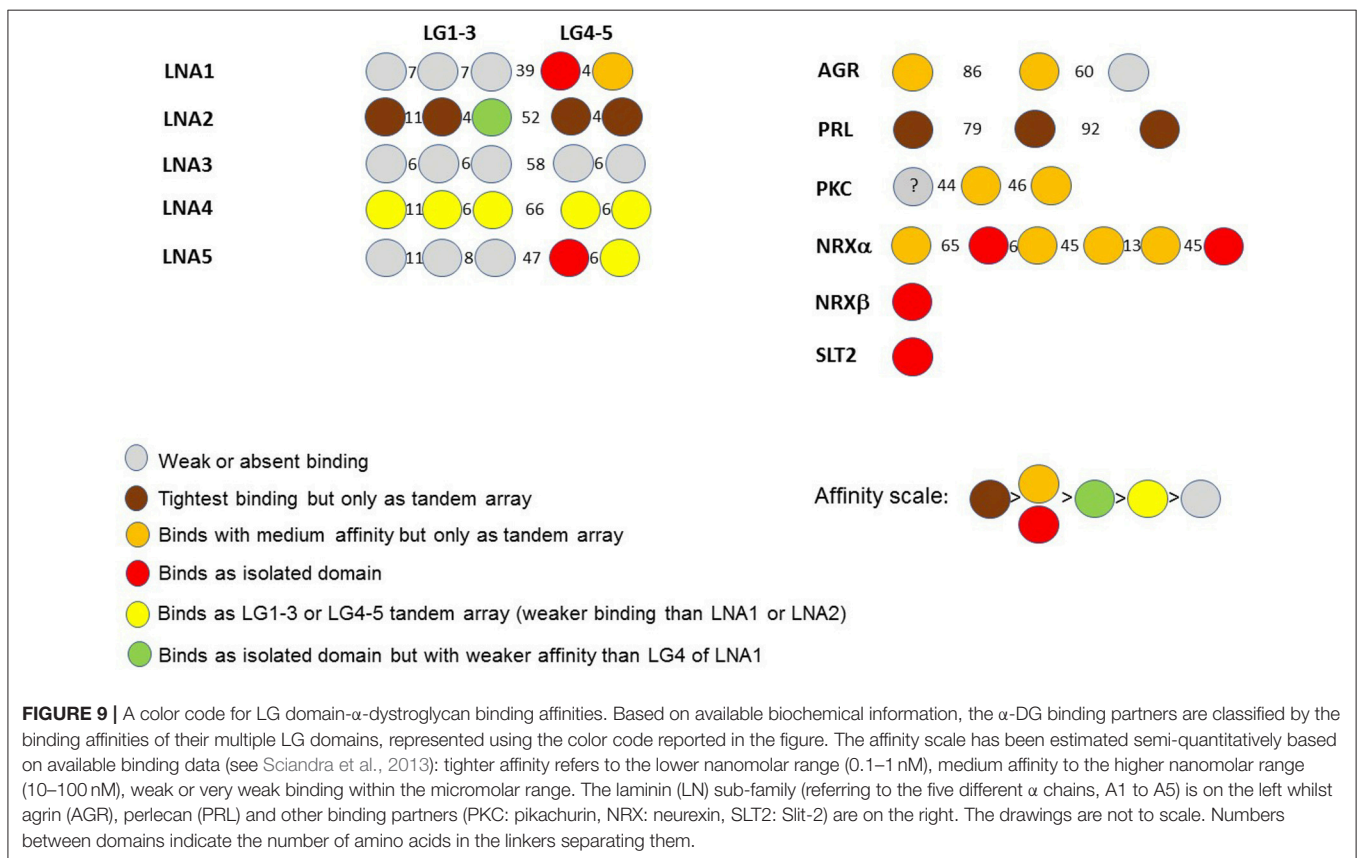 LG1-3 LG4-5
LNA1 7 7 39 4
LNA2 11 4 52 4
LNA3 6 6 58 6
LNA4 11 6 66 6
LNA5 11 8 47 6
AGR 86 60
PRL 79 92
PKC ? 44 46
NRXα 65 6 45 13 45
NRXβ
SLT2
Weak or absent binding
Tightest binding but only as tandem array
Binds with medium affinity but only as tandem array
Binds as isolated domain
Binds as LG1-3 or LG4-5 tandem array (weaker binding than LNA1 or LNA2)
Binds as isolated domain but with weaker affinity than LG4 of LNA1
Affinity scale: > > > >
FIGURE 9 | A color code for LG domain-α-dystroglycan binding affinities. Based on available biochemical information, the α-DG binding partners are classified by the
binding affinities of their multiple LG domains, represented using the color code reported in the figure. The affinity scale has been estimated semi-quantitatively based
on available binding data (see Sciandra et al., 2013): tighter affinity refers to the lower nanomolar range (0.1–1 nM), medium affinity to the higher nanomolar range
(10–100 nM), weak or very weak binding within the micromolar range. The laminin (LN) sub-family (referring to the five different α chains, A1 to A5) is on the left whilst
agrin (AGR), perlecan (PRL) and other binding partners (PKC: pikachurin, NRX: neurexin, SLT2: Slit-2) are on the right. The drawings are not to scale. Numbers
between domains indicate the number of amino acids in the linkers separating them.